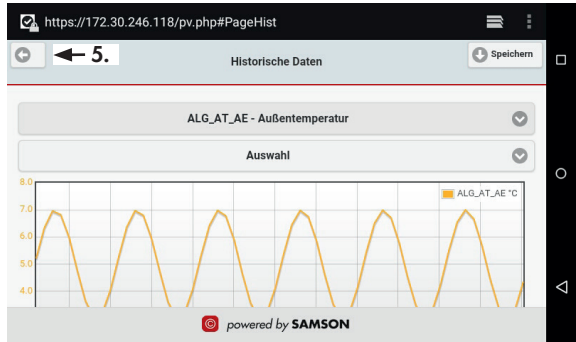 https://172.30.246.118/pv.php#PageHist
5.
Historische Daten
Speichern
ALG_AT_AE - Außentemperatur
Auswahl
8.0
ALG_AT_AE °C
7.0
6.0
5.0
4.0
© powered by SAMSON